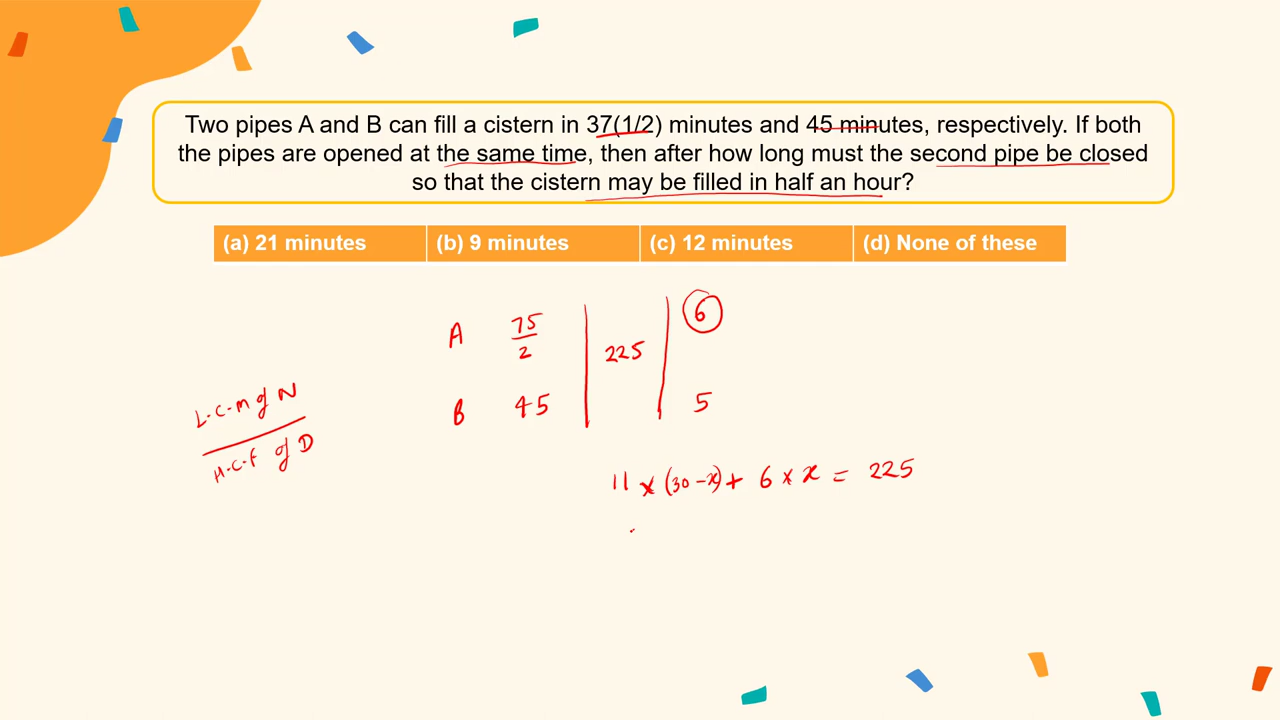 Two pipes A and B can fill a cistern in 37(1/2) minutes and 45 minutes, respectively. If both
the pipes are opened at the same time, then after how long must the second pipe be closed
so that the cistern may be filled in half an hour?
(a) 21 minutes (b) 9 minutes (c) 12 minutes (d) None of these
A 75/2 225 6
B 45 5
L.C.M of N
H.C.F of D
11 × (30 - x) + 6 × x = 225